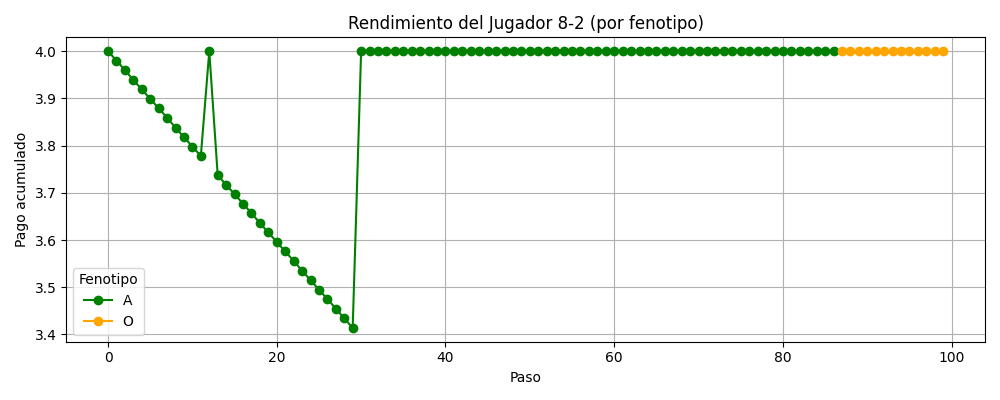 Rendimiento del Jugador 8-2 (por fenotipo)
Pago acumulado
4.0
3.9
3.8
3.7
3.6
3.5
3.4
Fenotipo
A
O
0 20 40 60 80 100
Paso